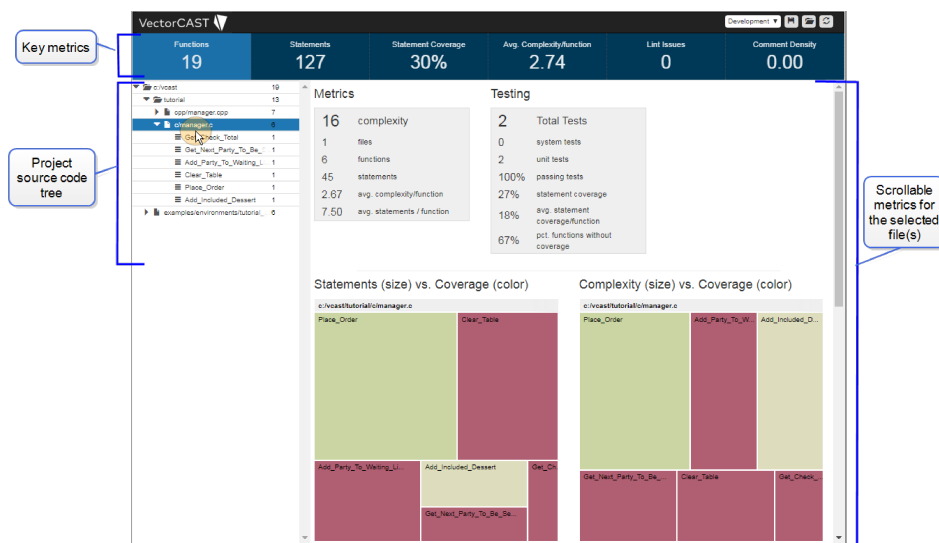 VectorCAST
Development
Key metrics
Functions
19
Statements
127
Statement Coverage
30%
Avg. Complexity/function
2.74
Lint Issues
0
Comment Density
0.00
Project
source code
tree
c:/vcast 19
tutorial 13
cpp/manager.cpp 7
c/manager.c 6
Get_Check_Total 1
Get_Next_Party_To_Be_ 1
Add_Party_To_Waiting_L. 1
Clear_Table 1
Place_Order 1
Add_Included_Dessert 1
examples/environments/tutorial_ 6
Metrics
16 complexity
1 files
6 functions
45 statements
2.67 avg. complexity/function
7.50 avg. statements / function
Testing
2 Total Tests
0 system tests
2 unit tests
100% passing tests
27% statement coverage
18% avg. statement
coverage/function
67% pct. functions without
coverage
Scrollable
metrics for
the selected
file(s)
Statements (size) vs. Coverage (color)
c:/vcast/tutorial/c/manager.c
Place_Order
Clear_Table
Add_Party_To_Waiting_Li...
Add_Included_Dessert
Get_Ch...
Get_Next_Party_To_Be_Se...
Complexity (size) vs. Coverage (color)
c:/vcast/tutorial/c/manager.c
Place_Order
Add_Party_To_W...
Add_Included_D...
Get_Next_Party_To_Be_...
Clear_Table
Get_Check_...